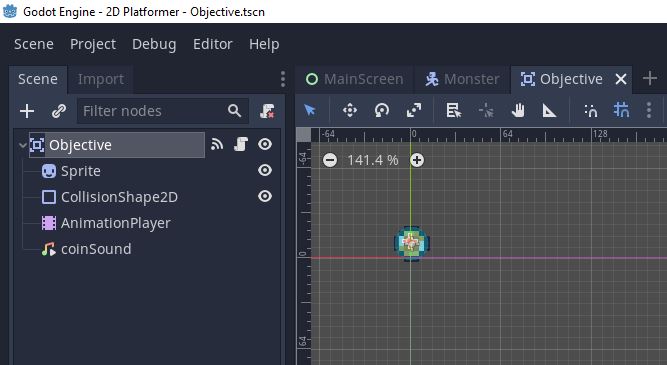 Godot Engine - 2D Platformer - Objective.tscn
Scene Project Debug Editor Help
Scene Import
MainScreen Monster Objective
Filter nodes
-64 0 64 128
Objective
Sprite
CollisionShape2D
AnimationPlayer
coinSound
141.4 %
-64
0
64